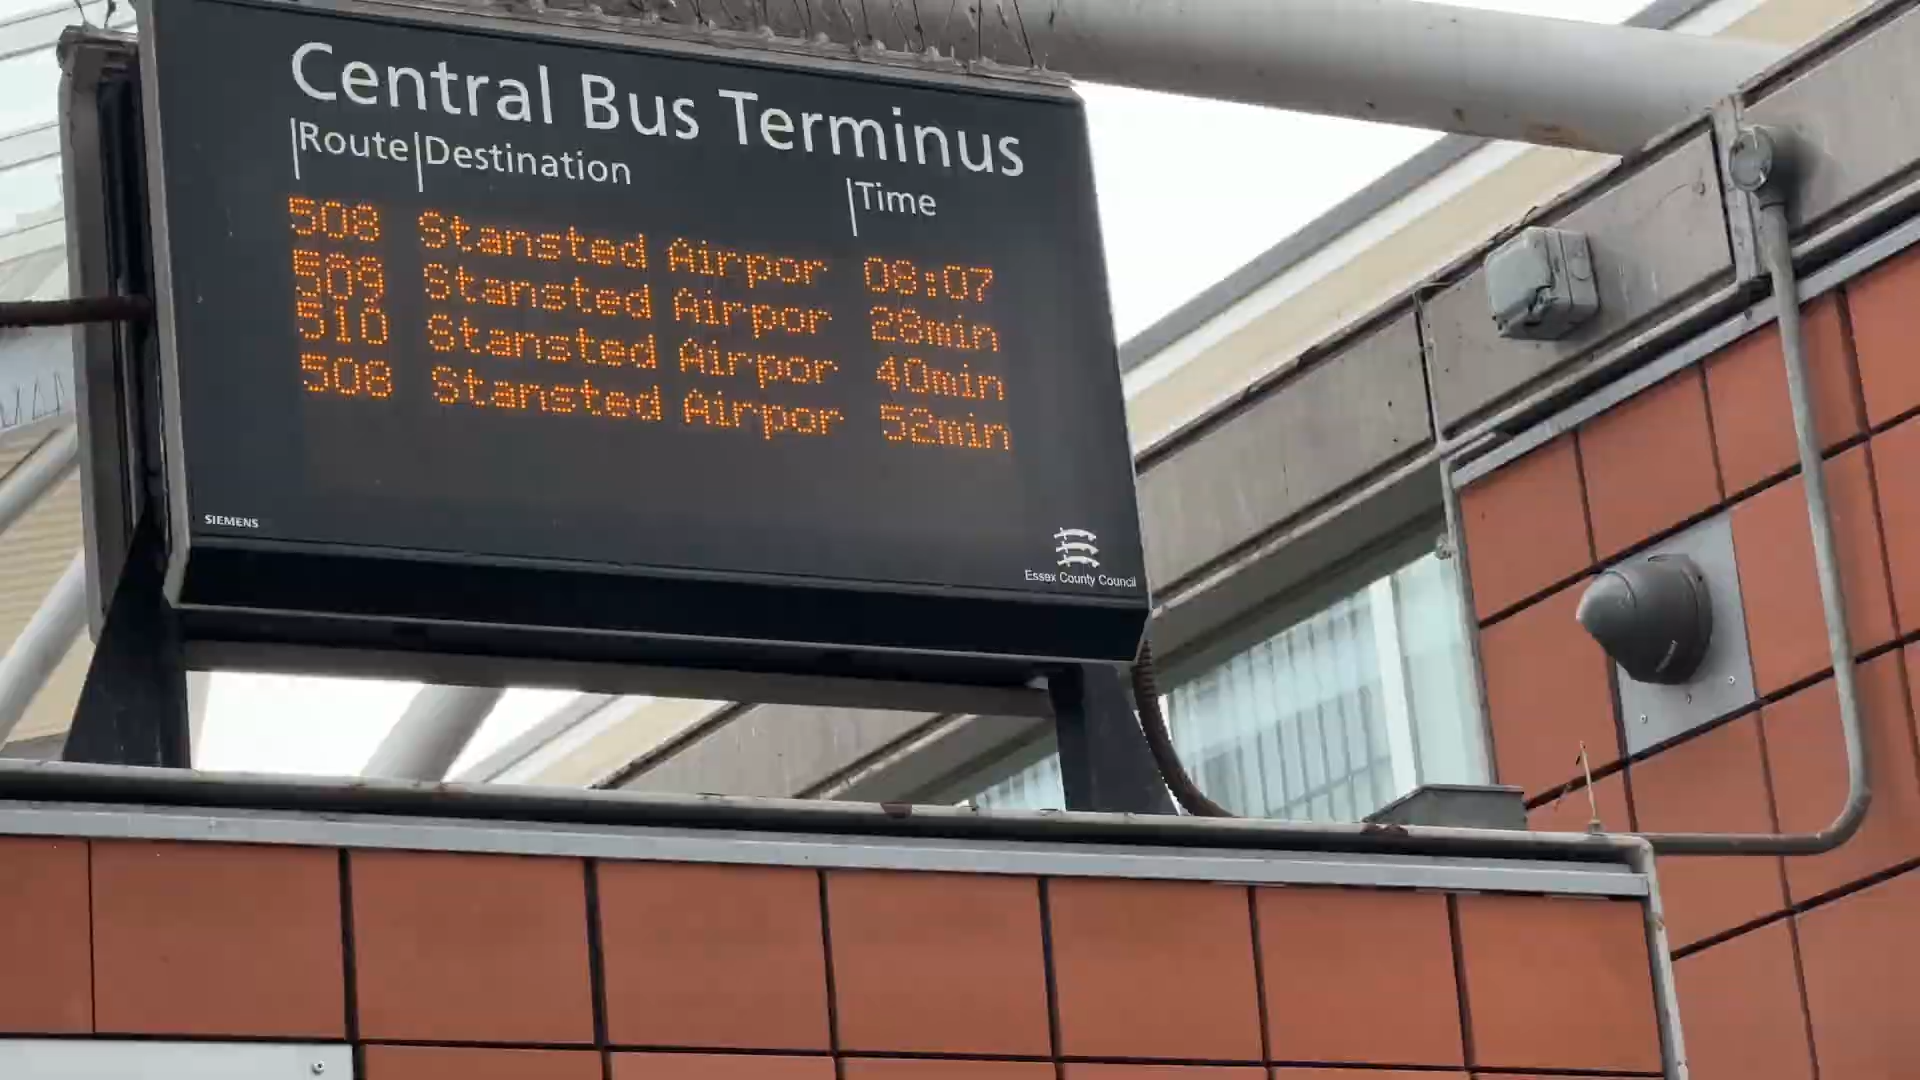 Central Bus Terminus
Route Destination Time
508 Stansted Airpor 08:07
509 Stansted Airpor 28min
510 Stansted Airpor 40min
508 Stansted Airpor 52min
SIEMENS
Essex County Council